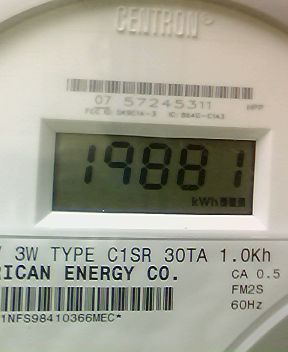 CENTRON
07 57245311
19881
kWh
3W TYPE C1SR 30TA 1.0Kh
RICAN ENERGY CO.
CA 0.5
FM2S
60Hz
1NFS98410366MEC*